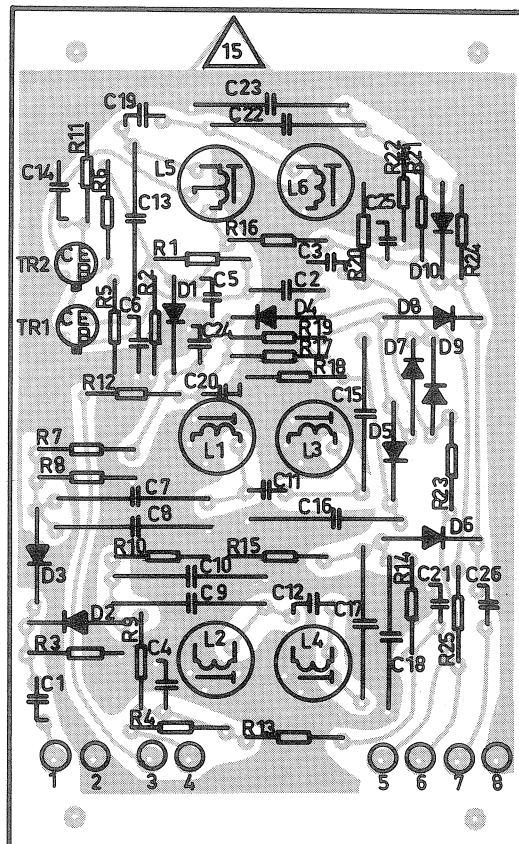 15
C23
C19
C22
R11
L5
L6
R22
R21
C14
R6
C13
C25
R16
R1
C3
R20
R24
TR2
D10
R5
C6
R2
D1
C5
C2
TR1
D4
D8
C24
R19
R17
D7
D9
R18
R12
C20
C15
L1
L3
D5
R7
R8
C11
R23
C7
C16
C8
D6
R10
R15
D3
C10
R14
C21
C26
C9
C12
C17
D2
R9
R3
C4
L2
L4
C18
R25
C1
R4
R13
1 2 3 4 5 6 7 8